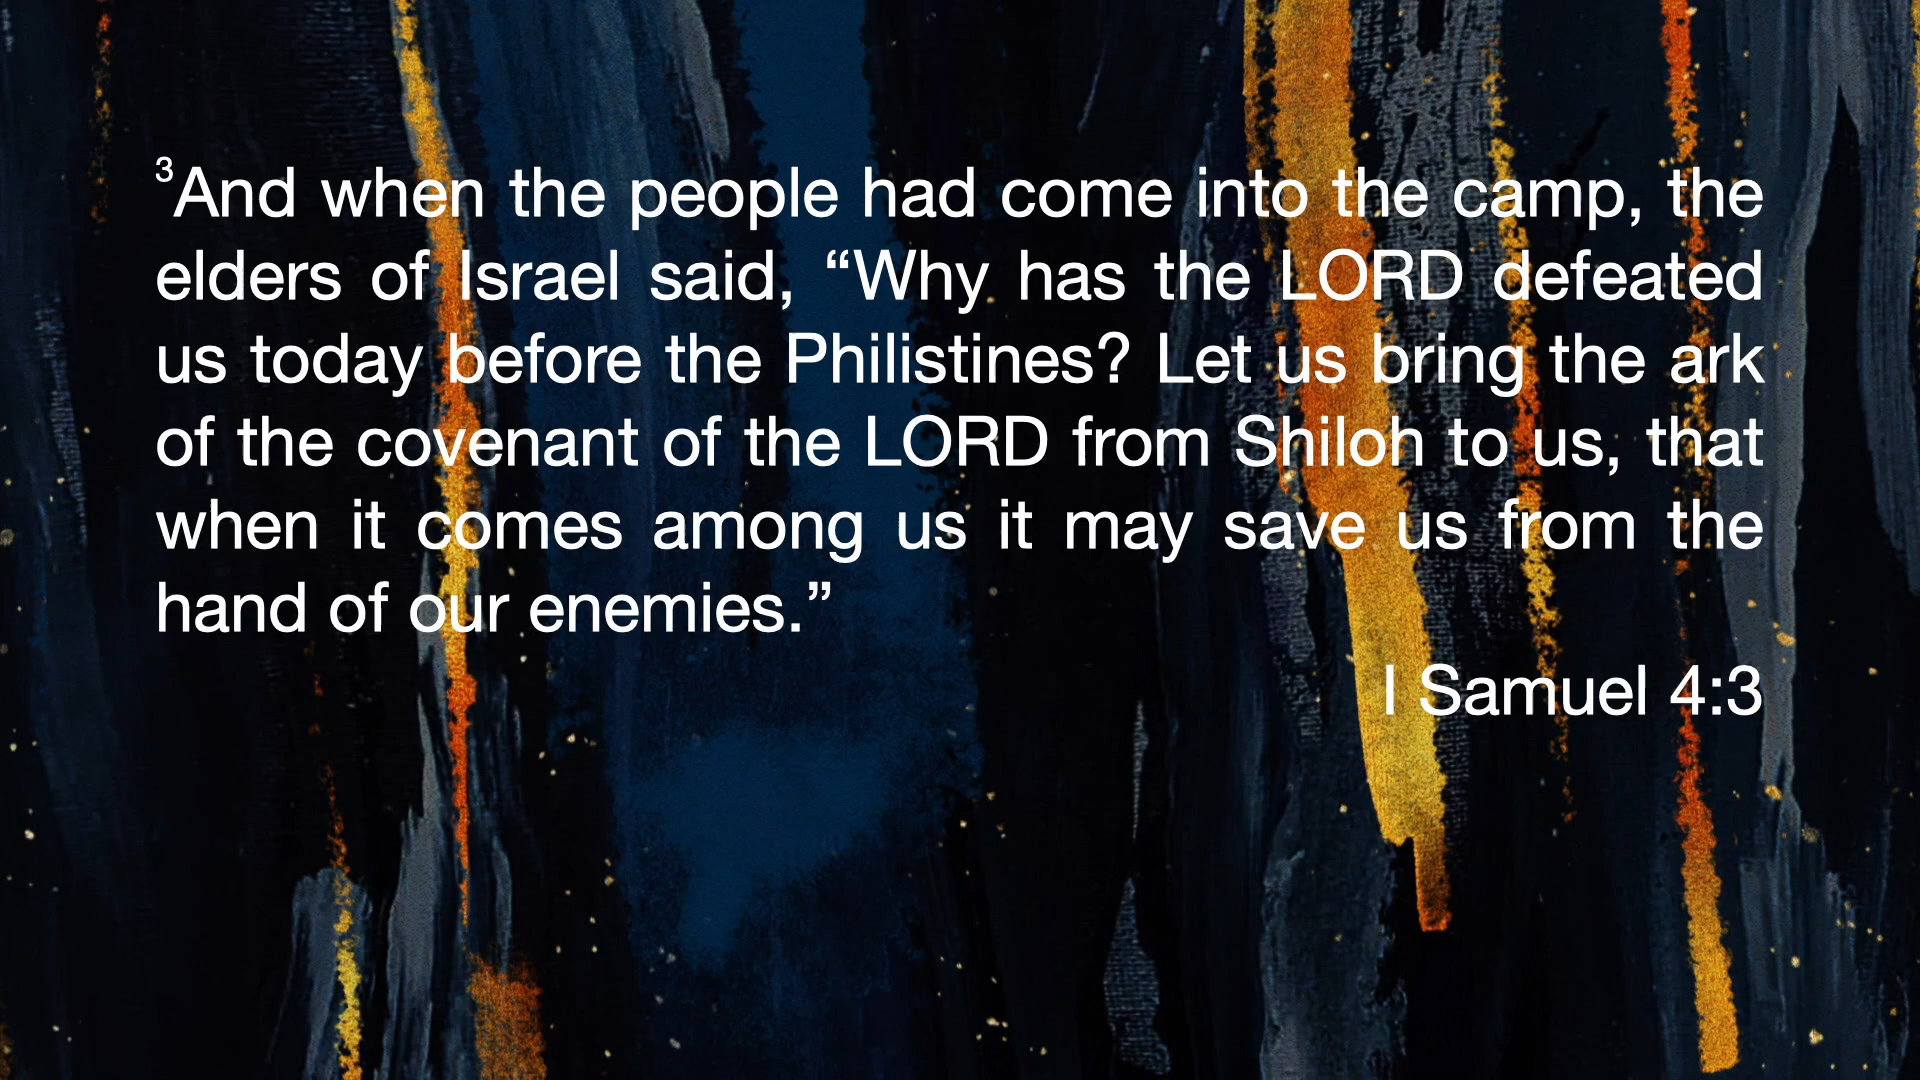 ³And when the people had come into the camp, the
elders of Israel said, “Why has the LORD defeated
us today before the Philistines? Let us bring the ark
of the covenant of the LORD from Shiloh to us, that
when it comes among us it may save us from the
hand of our enemies.”
I Samuel 4:3